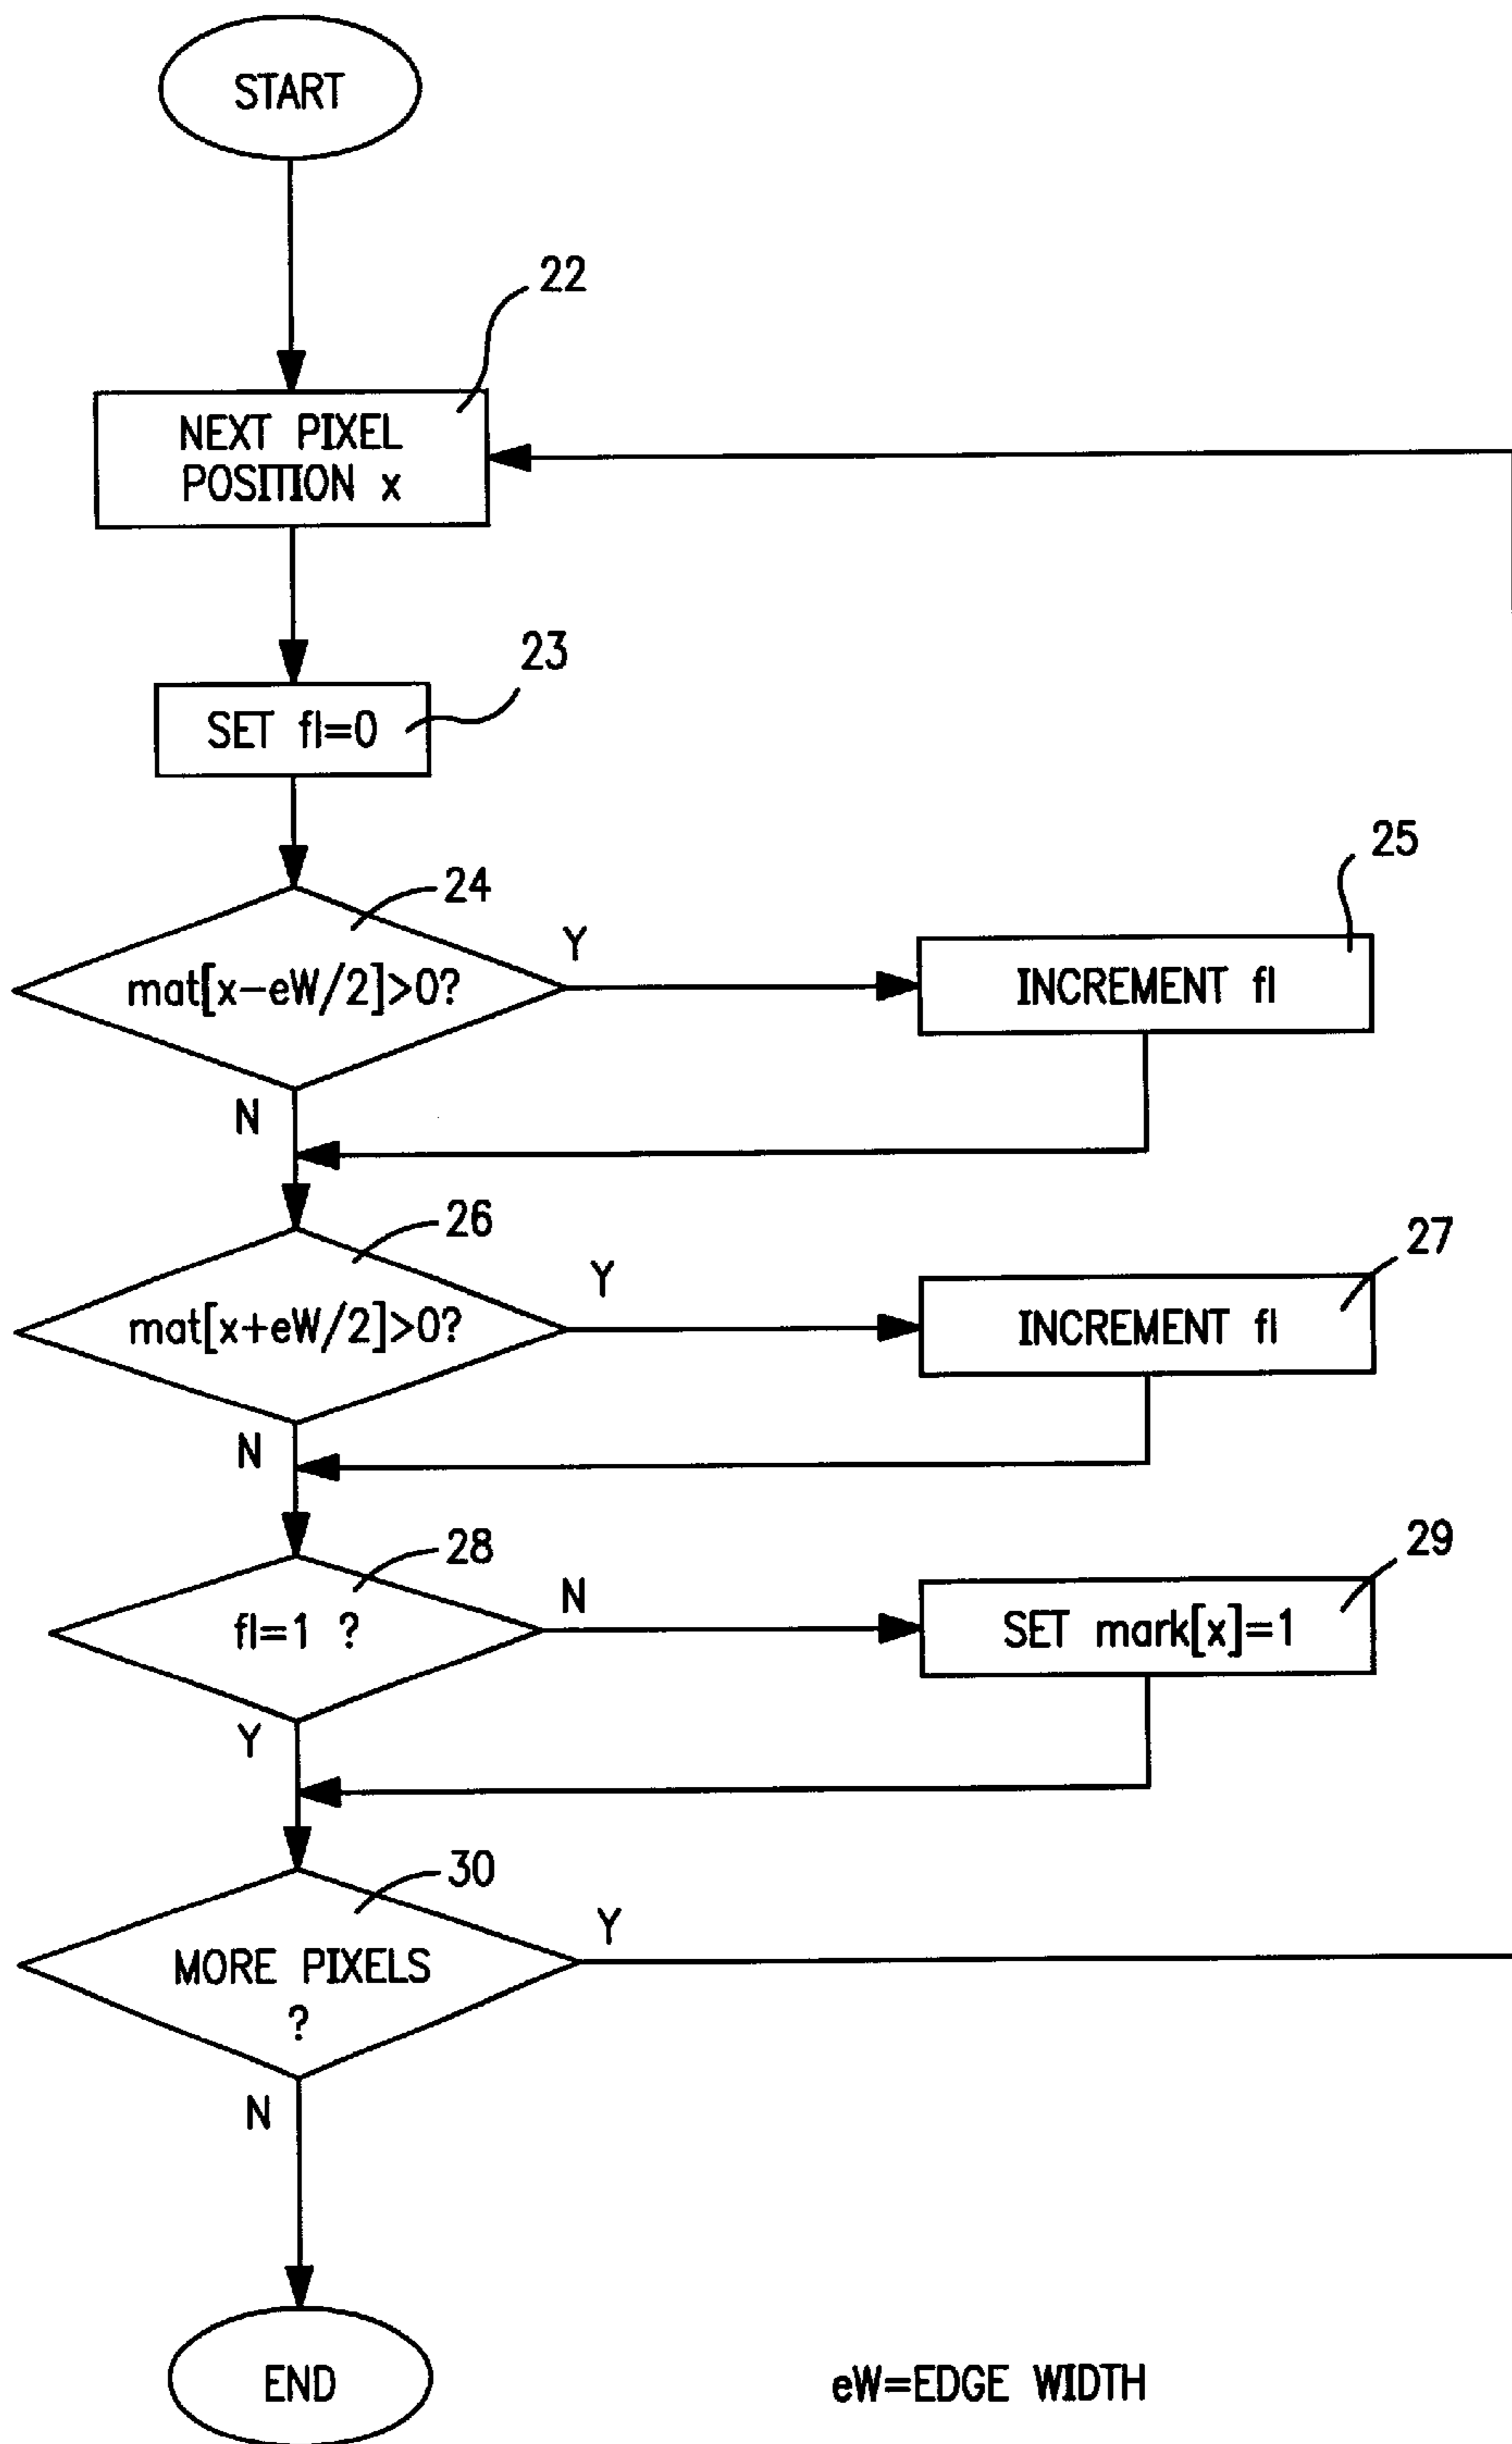 START
22
NEXT PIXEL
POSITION x
23
SET fl=0
24
Y
25
mat[x-eW/2]>0?
INCREMENT fl
N
26
Y
27
mat[x+eW/2]>0?
INCREMENT fl
N
28
N
29
fl=1 ?
SET mark[x]=1
Y
30
Y
MORE PIXELS
?
N
END
eW=EDGE WIDTH